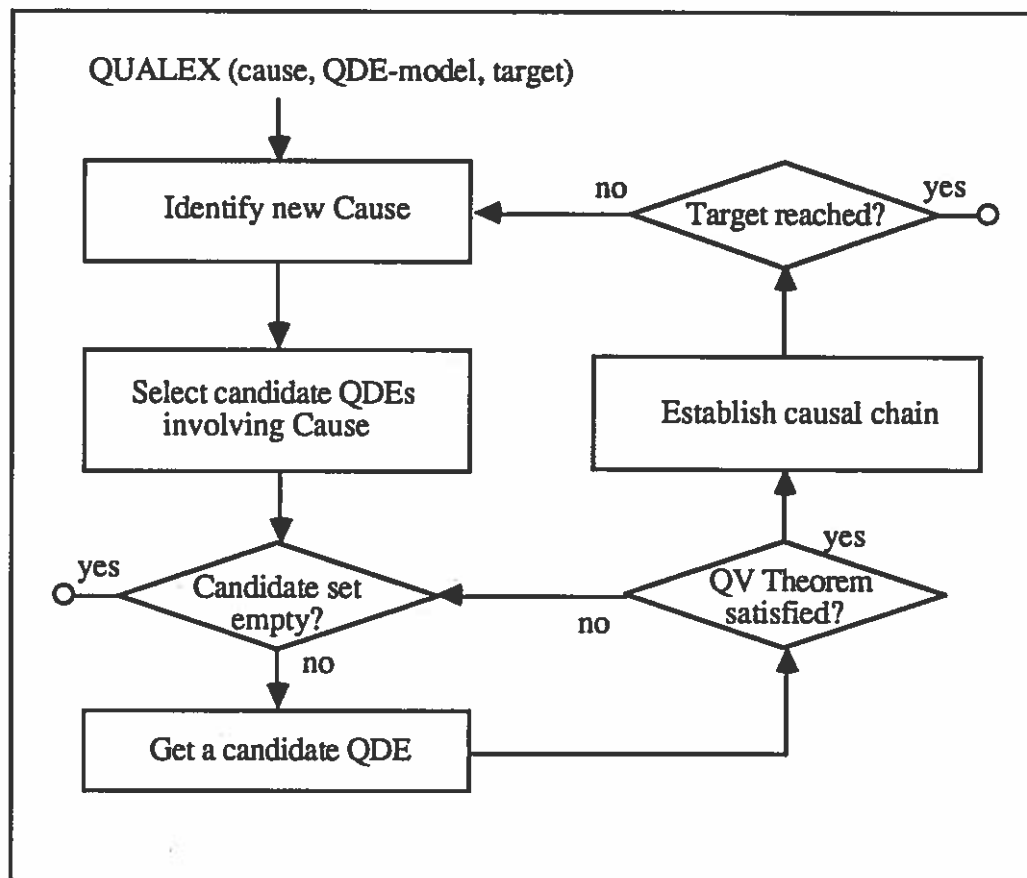 QUALEX (cause, QDE-model, target)
Identify new Cause
no
Target reached?
yes
Select candidate QDEs
involving Cause
Establish causal chain
yes
Candidate set
empty?
no
no
QV Theorem
satisfied?
yes
Get a candidate QDE